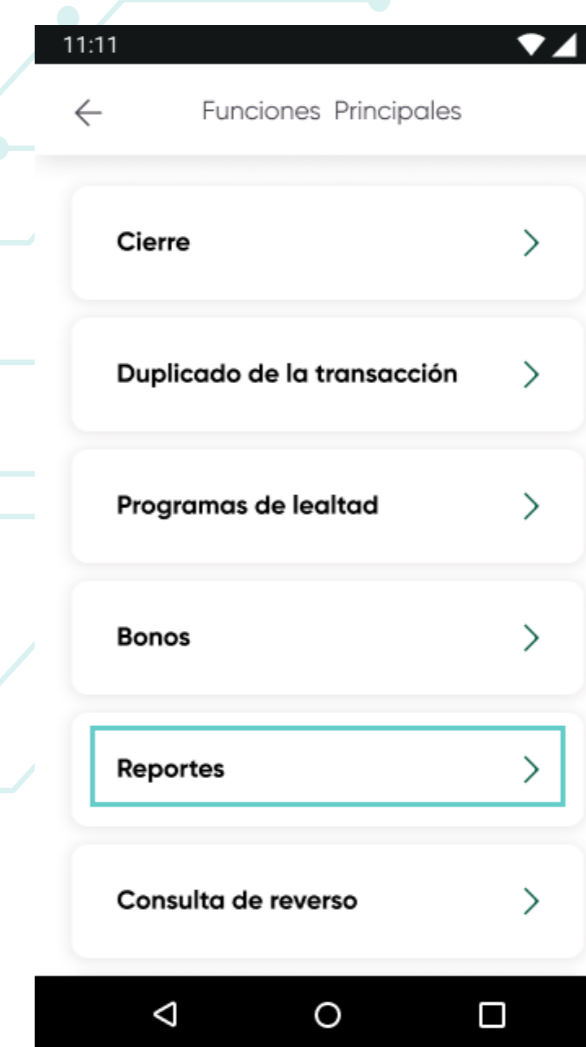 11:11
Funciones Principales
Cierre
Duplicado de la transacción
Programas de lealtad
Bonos
Reportes
Consulta de reverso